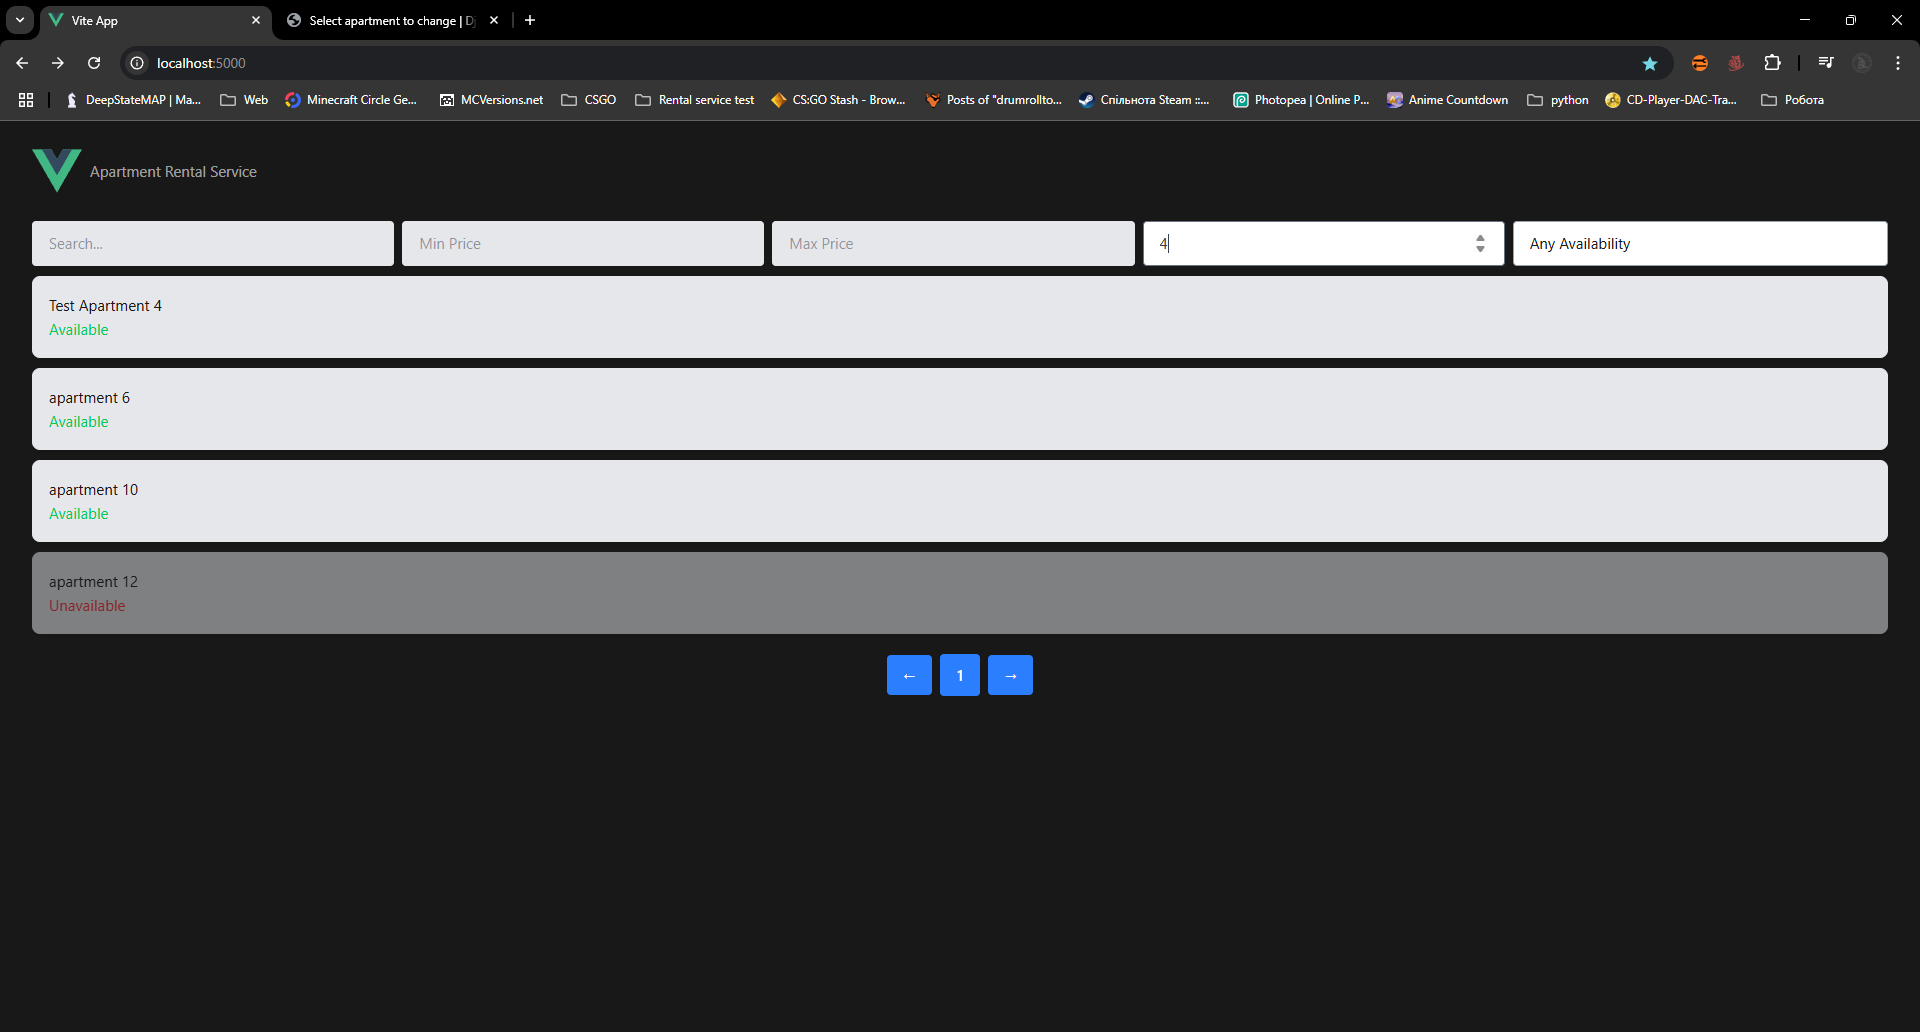 Vite App
Select apartment to change | Dj
localhost:5000
DeepStateMAP | Ma...
Web
Minecraft Circle Ge...
MCVersions.net
CSGO
Rental service test
CS:GO Stash - Brow...
Posts of "drumrollto...
Спільнота Steam ::...
Photopea | Online P...
Anime Countdown
python
CD-Player-DAC-Tra...
Робота
Apartment Rental Service
Search...
Min Price
Max Price
4
Any Availability
Test Apartment 4
Available
apartment 6
Available
apartment 10
Available
apartment 12
Unavailable
← 1 →